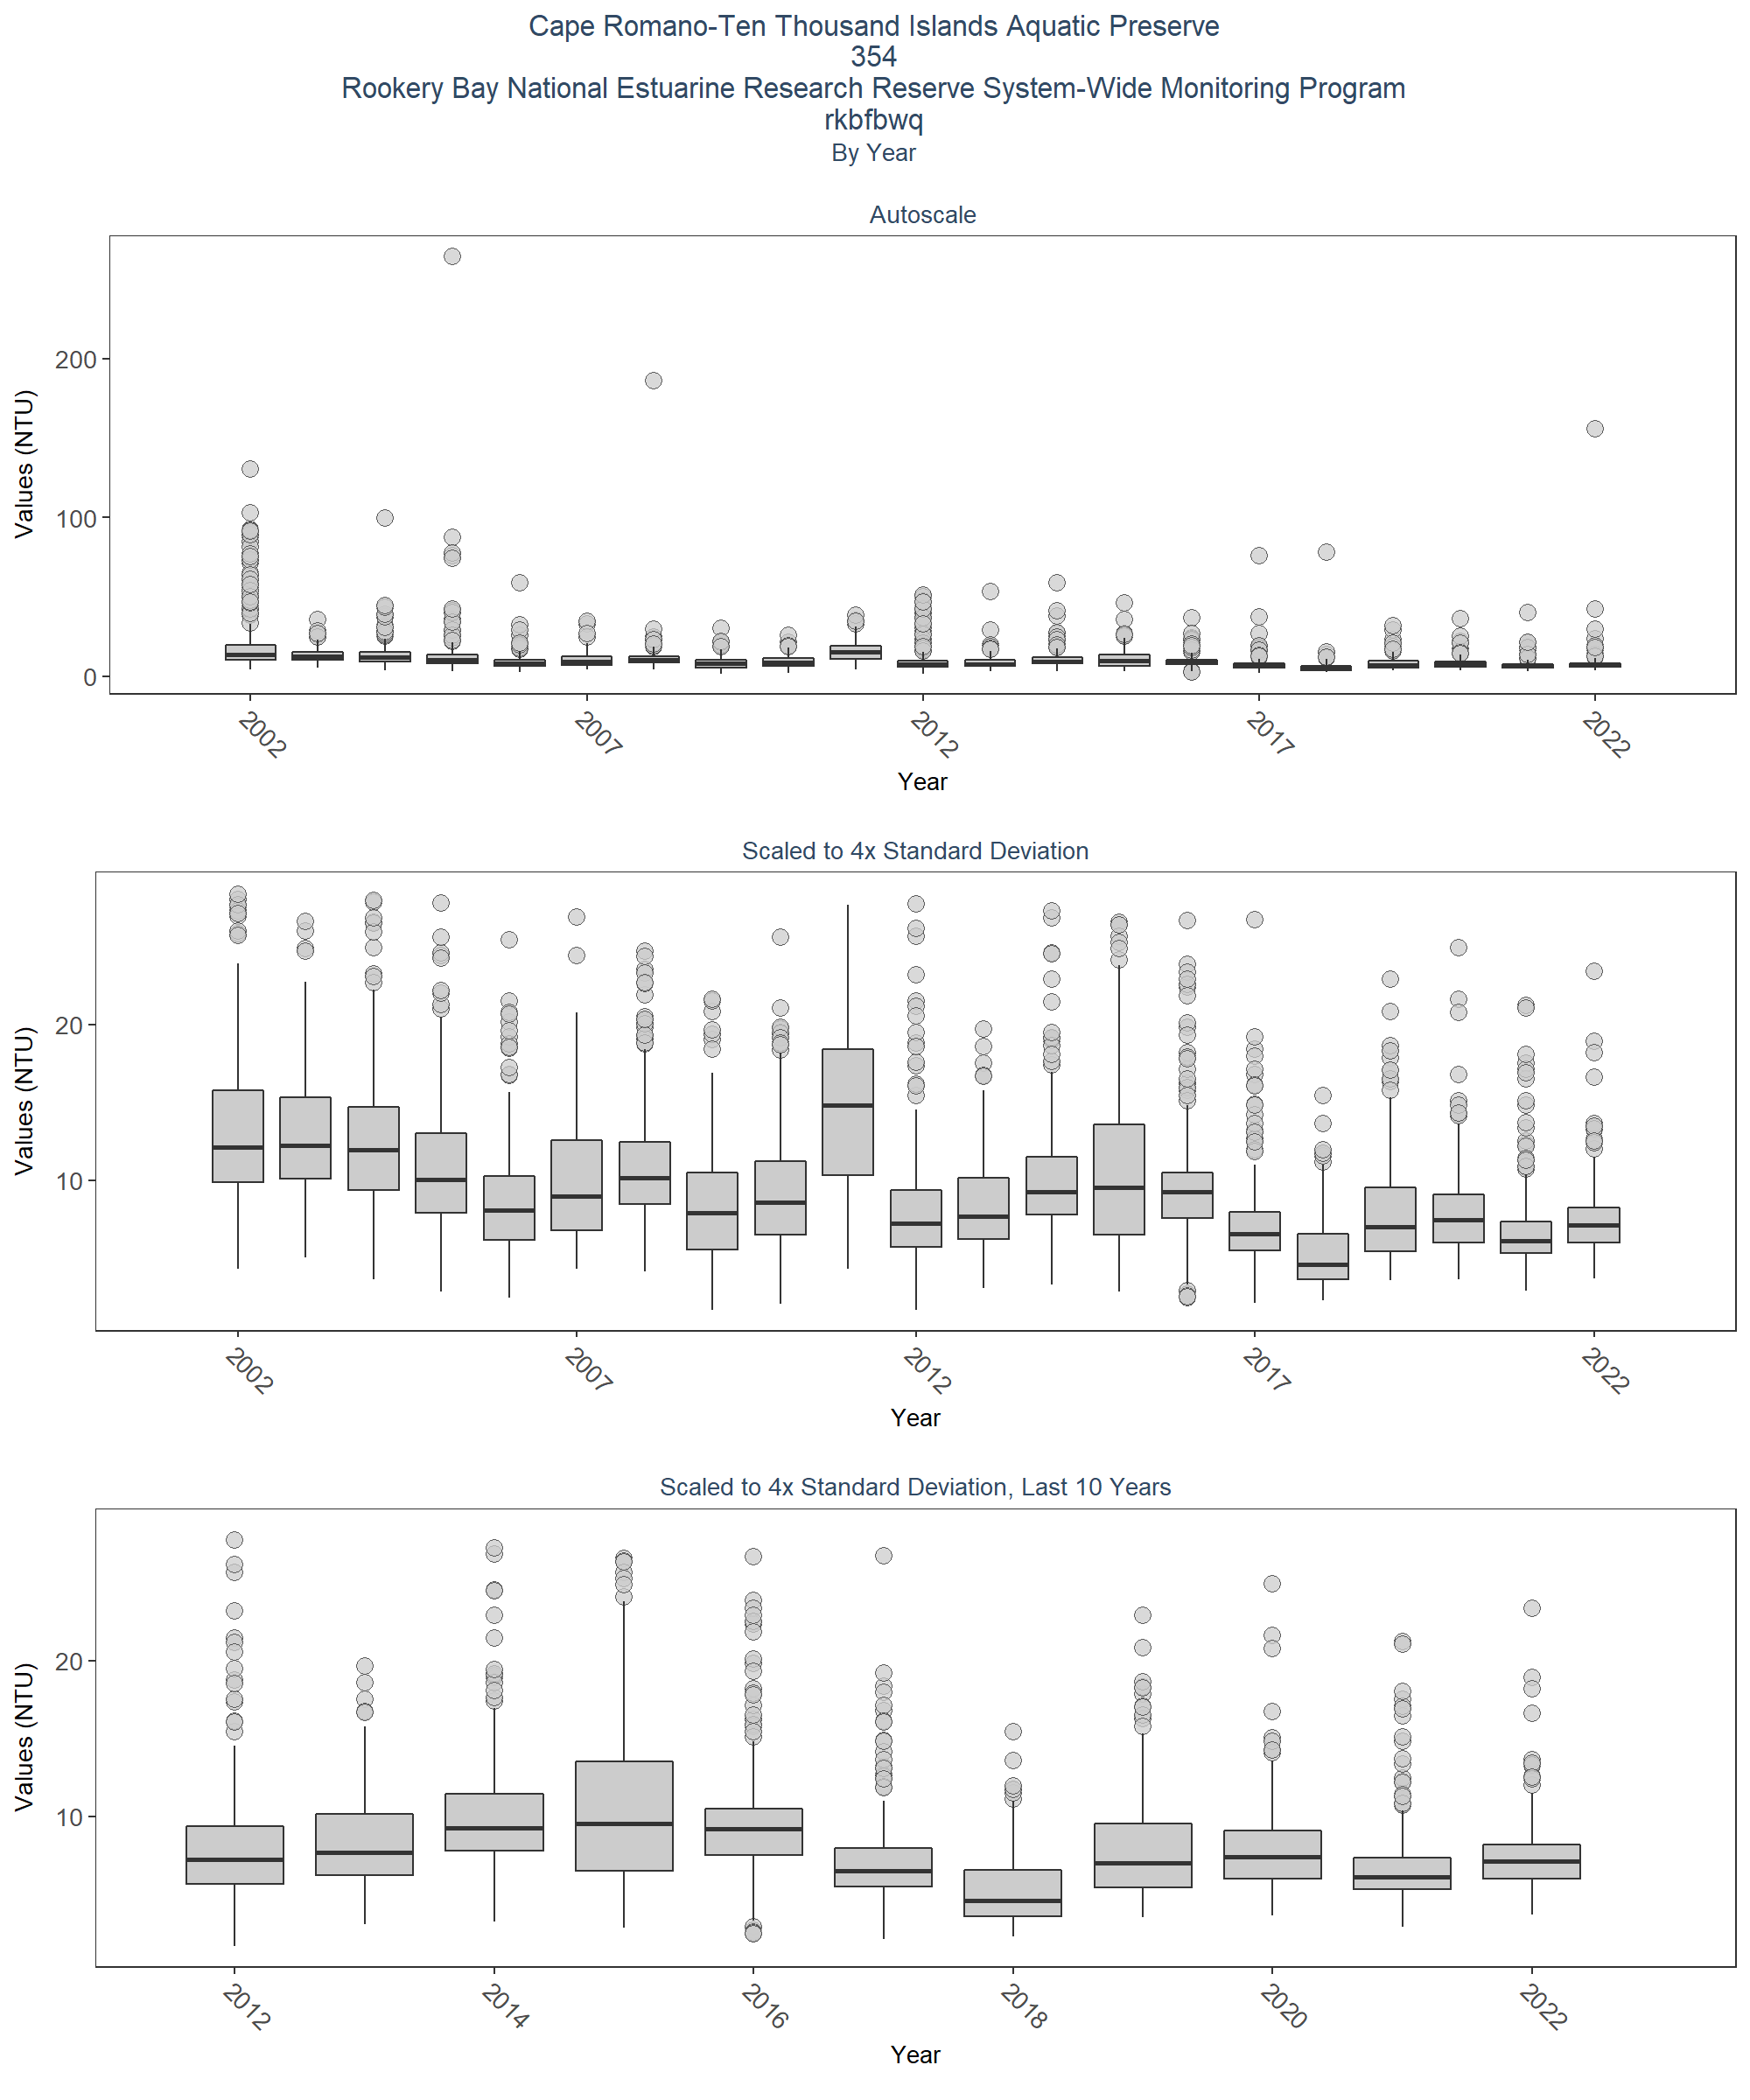 Cape Romano-Ten Thousand Islands Aquatic Preserve
354
Rookery Bay National Estuarine Research Reserve System-Wide Monitoring Program
rkbfbwq
By Year
Autoscale
Values (NTU)
200
100
0
2002
2007
2012
2017
2022
Year
Scaled to 4x Standard Deviation
Values (NTU)
20
10
2002
2007
2012
2017
2022
Year
Scaled to 4x Standard Deviation, Last 10 Years
Values (NTU)
20
10
2012
2014
2016
2018
2020
2022
Year